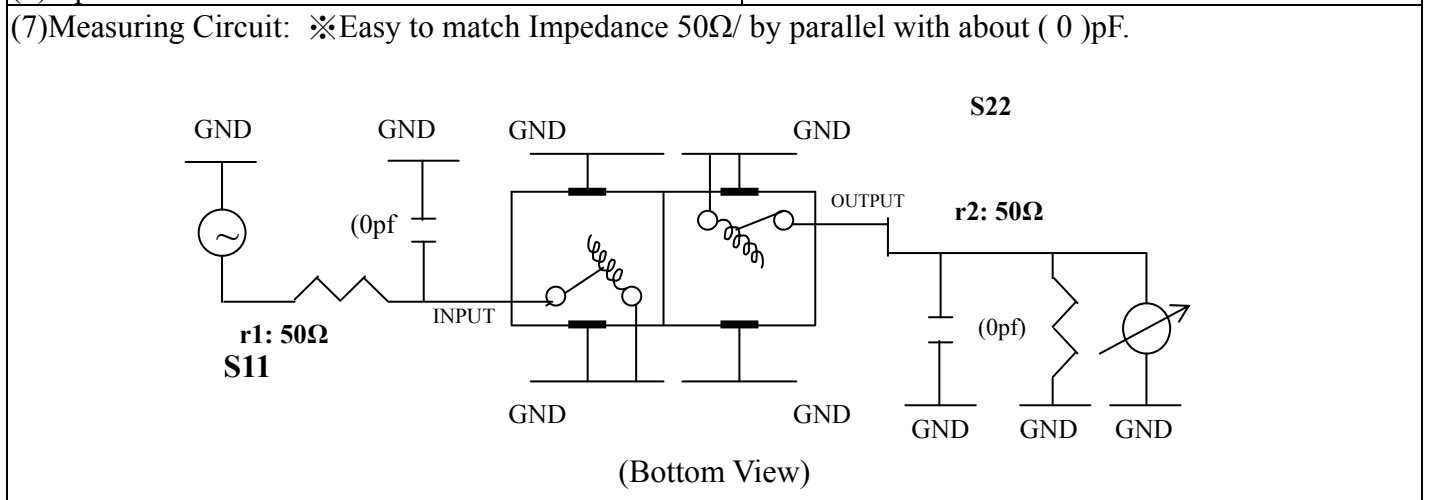 (7)Measuring Circuit: ※Easy to match Impedance 50Ω/ by parallel with about ( 0 )pF.
S22
GND GND GND GND
OUTPUT
(0pf
r2: 50Ω
~
INPUT
(0pf)
r1: 50Ω
S11
GND GND
GND GND GND
(Bottom View)